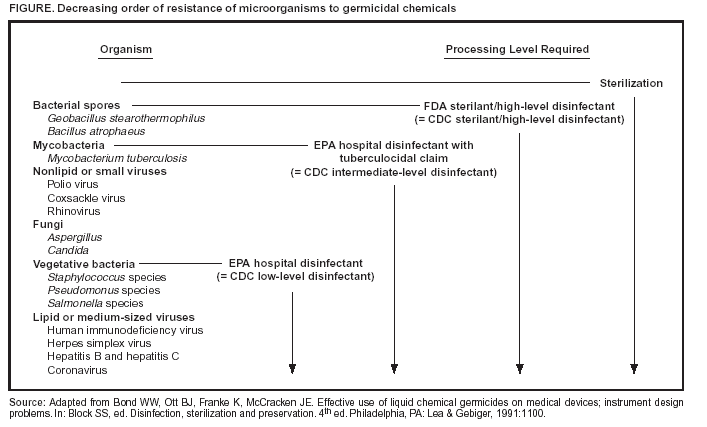 FIGURE. Decreasing order of resistance of microorganisms to germicidal chemicals
Organism
Processing Level Required
Sterilization
Bacterial spores
FDA sterilant/high-level disinfectant
Geobacillus stearothermophilus
(= CDC sterilant/high-level disinfectant)
Bacillus atrophaeus
Mycobacteria
EPA hospital disinfectant with
Mycobacterium tuberculosis
tuberculocidal claim
Nonlipid or small viruses
(= CDC intermediate-level disinfectant)
Polio virus
Coxsackle virus
Rhinovirus
Fungi
Aspergillus
Candida
Vegetative bacteria
EPA hospital disinfectant
Staphylococcus species
(= CDC low-level disinfectant)
Pseudomonus species
Salmonella species
Lipid or medium-sized viruses
Human immunodeficiency virus
Herpes simplex virus
Hepatitis B and hepatitis C
Coronavirus
Source: Adapted from Bond WW, Ott BJ, Franke K, McCracken JE. Effective use of liquid chemical germicides on medical devices; instrument design
problems. In: Block SS, ed. Disinfection, sterilization and preservation. 4th ed. Philadelphia, PA: Lea & Gebiger, 1991:1100.